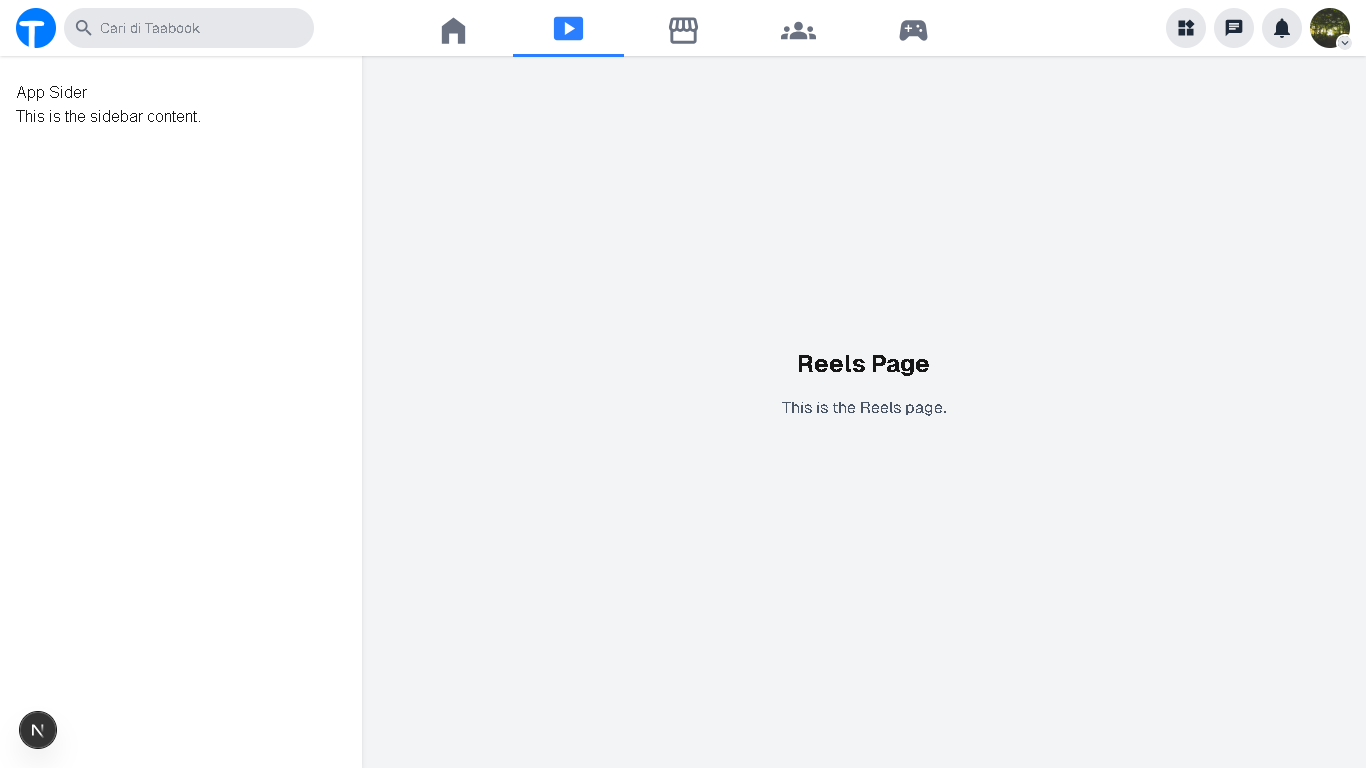 Cari di Taabook
App Sider
This is the sidebar content.
Reels Page
This is the Reels page.
N